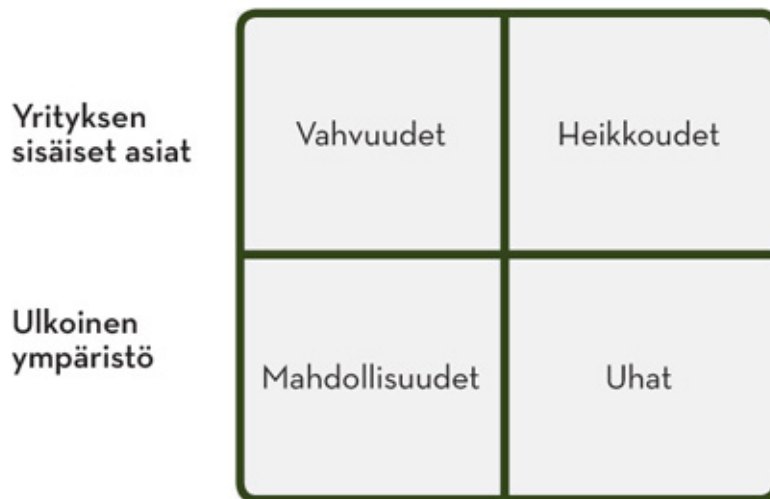 Yrityksen
sisäiset asiat
Vahvuudet
Heikkoudet
Ulkoinen
ympäristö
Mahdollisuudet
Uhat